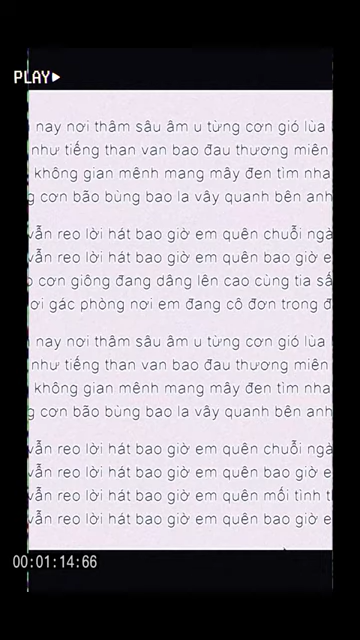 PLAY
nay nơi thâm sâu âm u từng cơn gió lùa
như tiếng than van bao đau thương miên
không gian mênh mang mây đen tìm nha
cơn bão bùng bao la vây quanh bên anh
vẫn reo lời hát bao giờ em quên chuỗi ngà
vẫn reo lời hát bao giờ em quên bao giờ e
cơn giông đang dâng lên cao cùng tia sấ
ơi gác phòng nơi em đang cô đơn trong đ
nay nơi thâm sâu âm u từng cơn gió lùa
như tiếng than van bao đau thương miên
không gian mênh mang mây đen tìm nha
g cơn bão bùng bao la vây quanh bên anh
vẫn reo lời hát bao giờ em quên chuỗi ngà
vẫn reo lời hát bao giờ em quên bao giờ e
vẫn reo lời hát bao giờ em quên mối tình t
vẫn reo lời hát bao giờ em quên bao giờ e
00:01:14:66